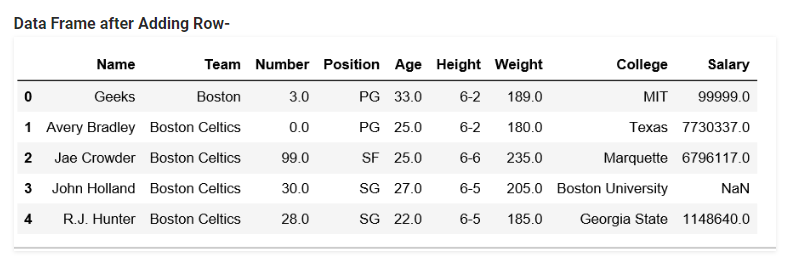 Data Frame after Adding Row-
Name Team Number Position Age Height Weight College Salary
0 Geeks Boston 3.0 PG 33.0 6-2 189.0 MIT 99999.0
1 Avery Bradley Boston Celtics 0.0 PG 25.0 6-2 180.0 Texas 7730337.0
2 Jae Crowder Boston Celtics 99.0 SF 25.0 6-6 235.0 Marquette 6796117.0
3 John Holland Boston Celtics 30.0 SG 27.0 6-5 205.0 Boston University NaN
4 R.J. Hunter Boston Celtics 28.0 SG 22.0 6-5 185.0 Georgia State 1148640.0